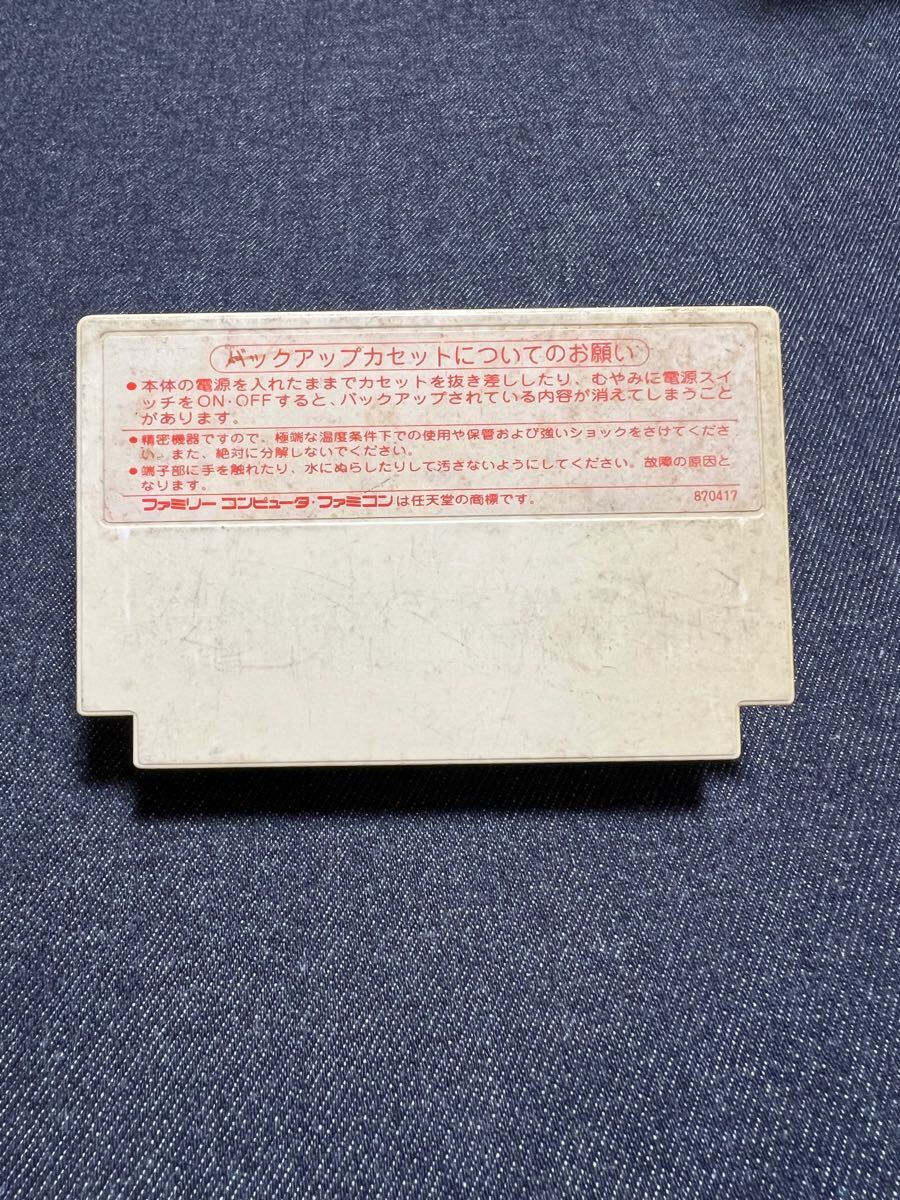 バックアップカセットについてのお願い
●本体の電源を入れたままでカセットを抜き差ししたり、むやみに電源スイ
ッチをON・OFFすると、バックアップされている内容が消えてしまうこと
があります。
●精密機器ですので、極端な温度条件下での使用や保管および強いショックをさけてくださ
い。また、絶対に分解しないでください。
●端子部に手を触れたり、水にぬらしたりして汚さないようにしてください。故障の原因と
なります。
ファミリーコンピュータ・ファミコンは任天堂の商標です。 870417